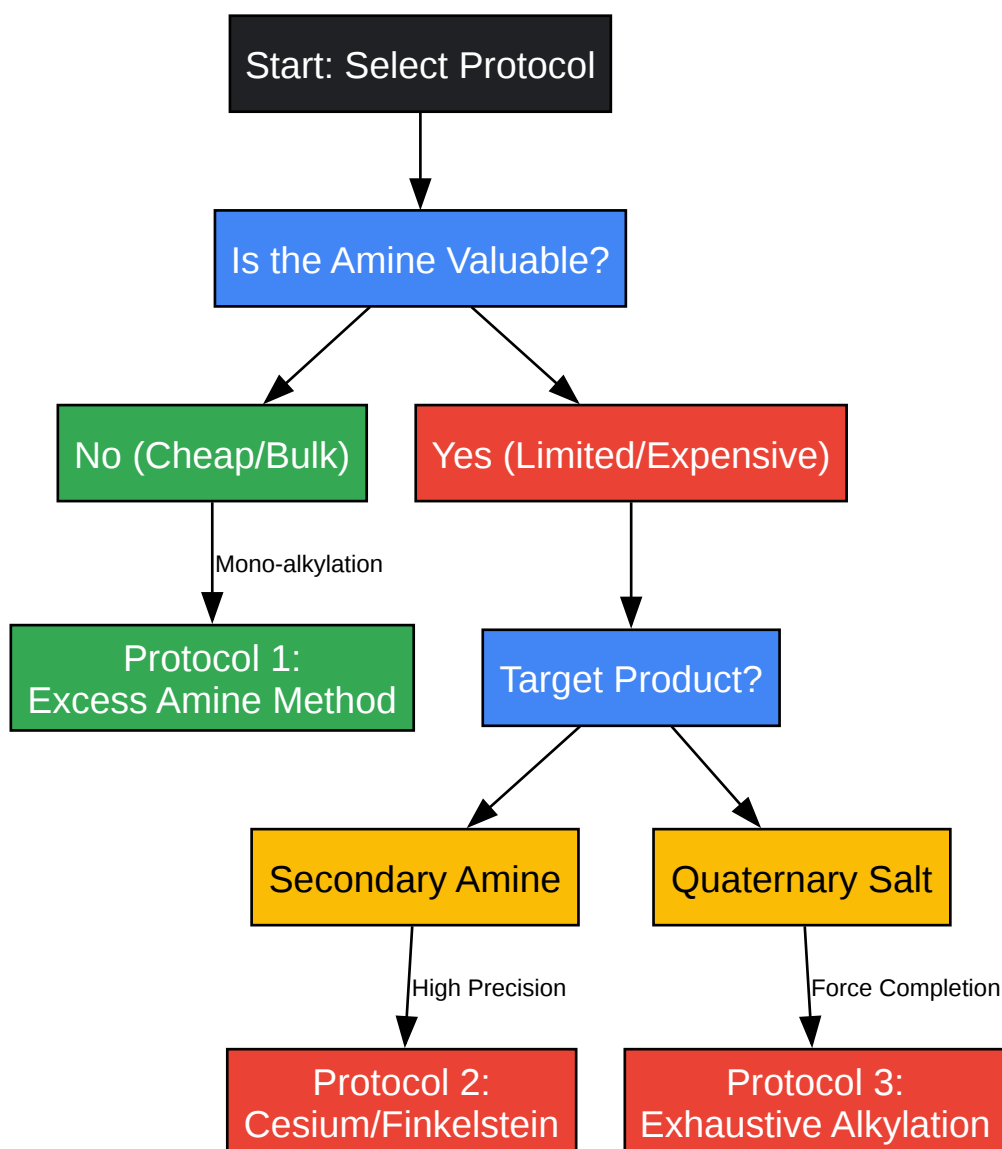 Start: Select Protocol
Is the Amine Valuable?
No (Cheap/Bulk)
Yes (Limited/Expensive)
Mono-alkylation
Protocol 1:
Excess Amine Method
Target Product?
Secondary Amine
Quaternary Salt
High Precision
Force Completion
Protocol 2:
Cesium/Finkelstein
Protocol 3:
Exhaustive Alkylation